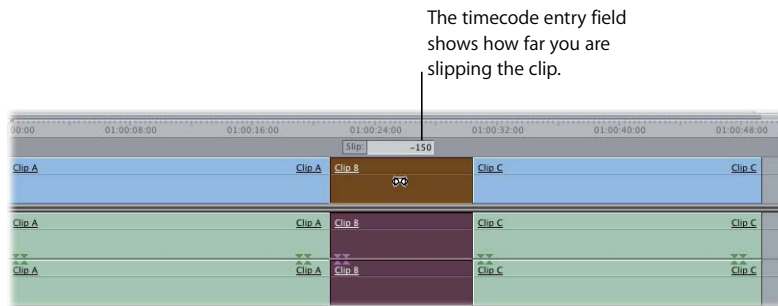 The timecode entry field
shows how far you are
slipping the clip.
00:00 01:00:08:00 01:00:16:00 01:00:24:00 01:00:32:00 01:00:40:00 01:00:48:00
Slip: -150
Clip A Clip A Clip B Clip C Clip C
Clip A Clip A Clip B Clip C Clip C
Clip A Clip A Clip B Clip C Clip C